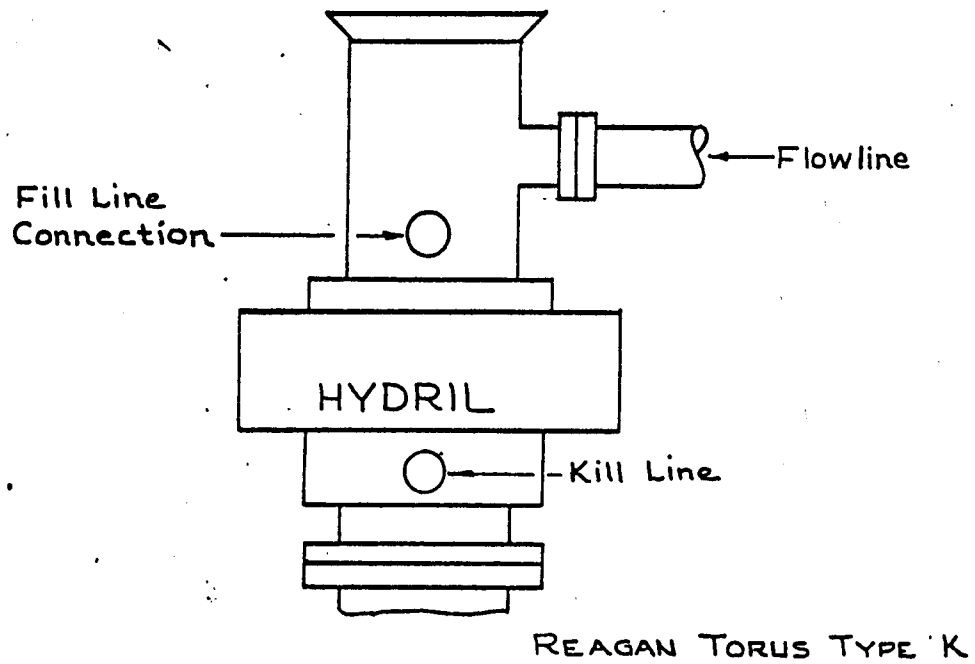 Flowline
Fill Line
Connection
HYDRIL
Kill Line
REAGAN TORUS TYPE K